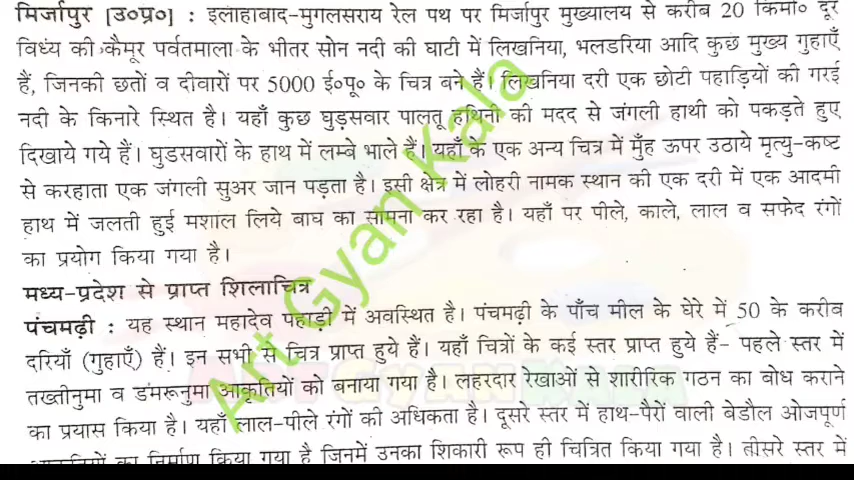 मिर्जापुर [उ०प्र०] : इलाहाबाद-मुगलसराय रेल पथ पर मिर्जापुर मुख्यालय से करीब 20 किमी० दूर
विंध्य की कैमूर पर्वतमाला के भीतर सोन नदी की घाटी में लिखनिया, भलडरिया आदि कुछ मुख्य गुहाएँ
हैं, जिनकी छतों व दीवारों पर 5000 ई०पू० के चित्र बने हैं। लिखनिया दरी एक छोटी पहाड़ियों की गरई
नदी के किनारे स्थित है। यहाँ कुछ घुड़सवार पालतू हथिनी की मदद से जंगली हाथी को पकड़ते हुए
दिखाये गये हैं। घुडसवारों के हाथ में लम्बे भाले हैं। यहाँ के एक अन्य चित्र में मुँह ऊपर उठाये मृत्यु-कष्ट
से करहाता एक जंगली सुअर जान पड़ता है। इसी क्षेत्र में लोहरी नामक स्थान की एक दरी में एक आदमी
हाथ में जलती हुई मशाल लिये बाघ का सामना कर रहा है। यहाँ पर पीले, काले, लाल व सफेद रंगों
का प्रयोग किया गया है।
मध्य-प्रदेश से प्राप्त शिलाचित्र
पंचमढ़ी : यह स्थान महादेव पहाड़ी में अवस्थित है। पंचमढ़ी के पाँच मील के घेरे में 50 के करीब
दरियाँ (गुहाएँ) हैं। इन सभी से चित्र प्राप्त हुये हैं। यहाँ चित्रों के कई स्तर प्राप्त हुये हैं- पहले स्तर में
तख्तीनुमा व डमरूनुमा आकृतियों को बनाया गया है। लहरदार रेखाओं से शारीरिक गठन का बोध कराने
का प्रयास किया है। यहाँ लाल-पीले रंगों की अधिकता है। दूसरे स्तर में हाथ-पैरों वाली बेडौल ओजपूर्ण
का निर्माण किया गया है जिनमें उनका शिकारी रूप ही चित्रित किया गया है। तीसरे स्तर में
Art Gyan Kala